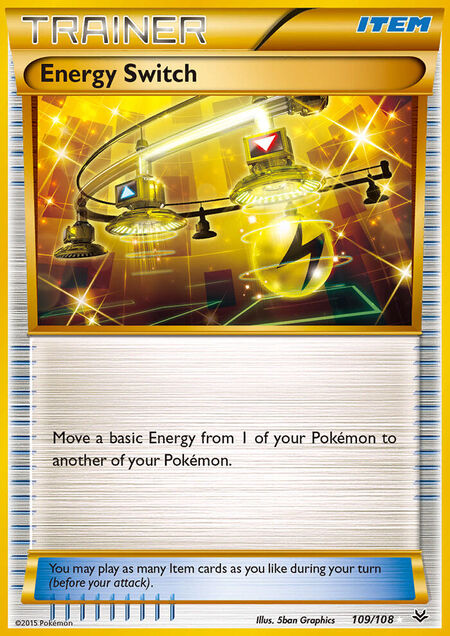 TRAINER
ITEM
Energy Switch
Move a basic Energy from 1 of your Pokémon to
another of your Pokémon.
You may play as many Item cards as you like during your turn
(before your attack).
©2015 Pokémon
Illus. 5ban Graphics
109/108